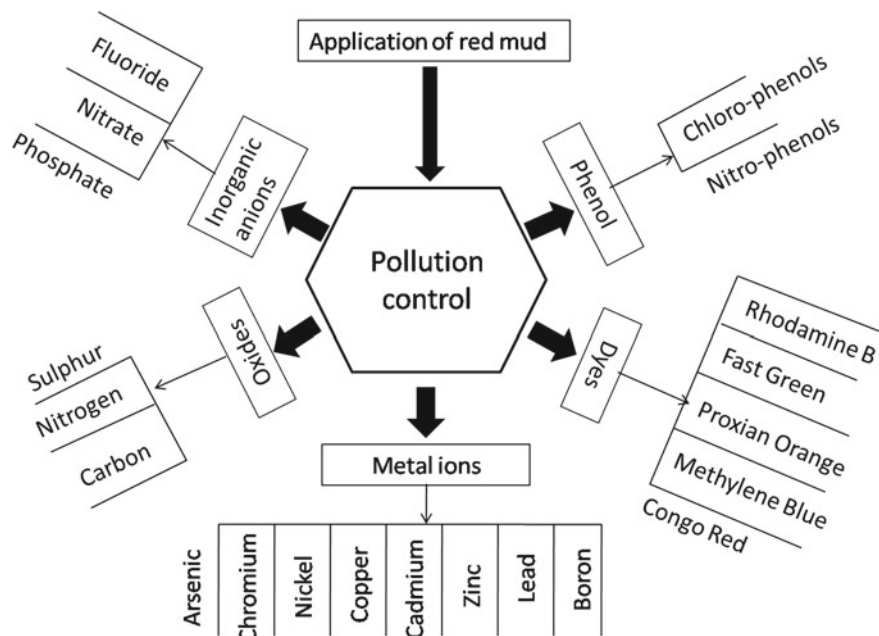 Application of red mud
Pollution
control
Inorganic
anions
Fluoride
Nitrate
Phosphate
Phenol
Chloro-phenols
Nitro-phenols
Oxides
Sulphur
Nitrogen
Carbon
Dyes
Rhodamine B
Fast Green
Proxian Orange
Methylene Blue
Congo Red
Metal ions
Arsenic
Chromium
Nickel
Copper
Cadmium
Zinc
Lead
Boron